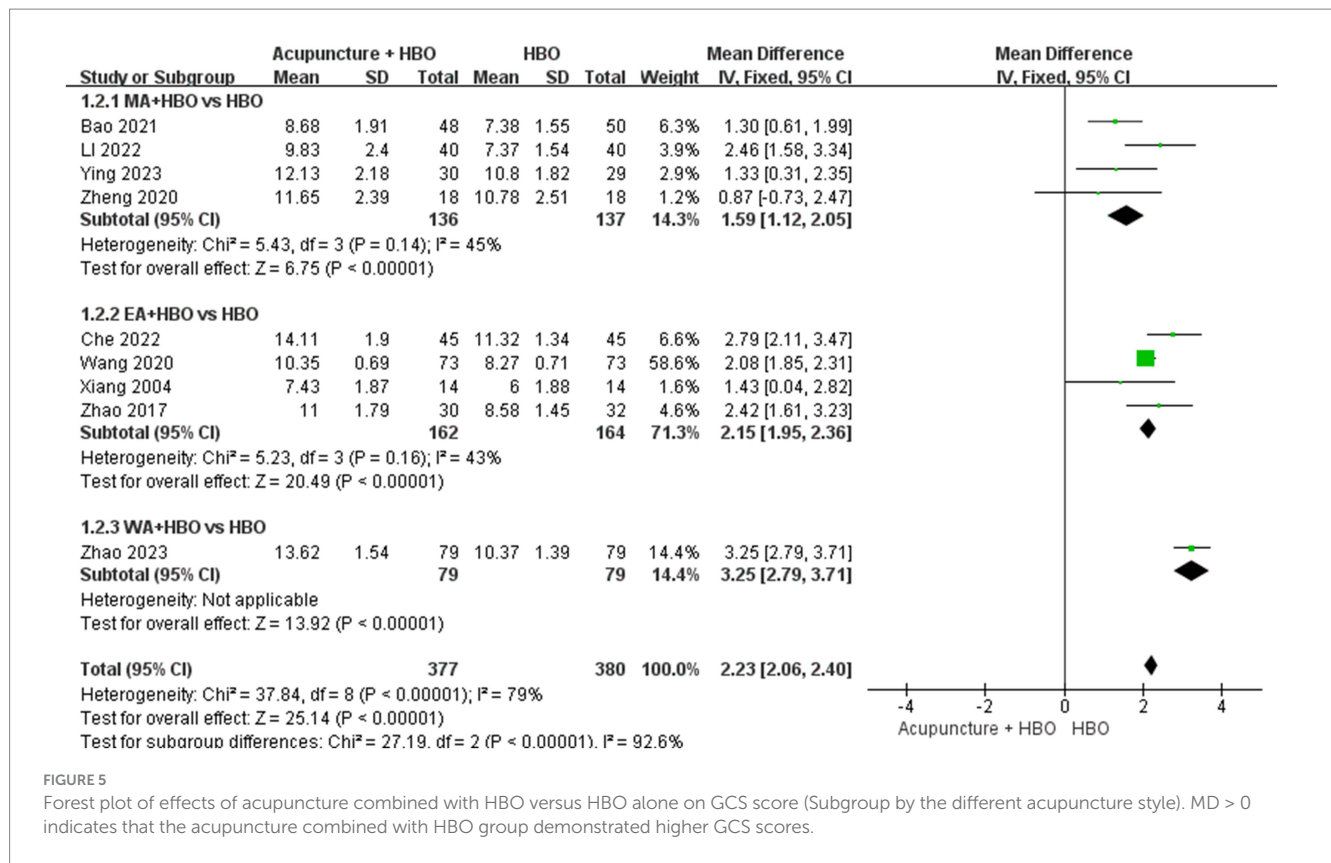 Acupuncture + HBO HBO Mean Difference Mean Difference
Study or Subgroup Mean SD Total Mean SD Total Weight IV, Fixed, 95% CI IV, Fixed, 95% CI
1.2.1 MA+HBO vs HBO
Bao 2021 8.68 1.91 48 7.38 1.55 50 6.3% 1.30 [0.61, 1.99]
LI 2022 9.83 2.4 40 7.37 1.54 40 3.9% 2.46 [1.58, 3.34]
Ying 2023 12.13 2.18 30 10.8 1.82 29 2.9% 1.33 [0.31, 2.35]
Zheng 2020 11.65 2.39 18 10.78 2.51 18 1.2% 0.87 [-0.73, 2.47]
Subtotal (95% CI) 136 137 14.3% 1.59 [1.12, 2.05]
Heterogeneity: Chi² = 5.43, df = 3 (P = 0.14); I² = 45%
Test for overall effect: Z = 6.75 (P < 0.00001)
1.2.2 EA+HBO vs HBO
Che 2022 14.11 1.9 45 11.32 1.34 45 6.6% 2.79 [2.11, 3.47]
Wang 2020 10.35 0.69 73 8.27 0.71 73 58.6% 2.08 [1.85, 2.31]
Xiang 2004 7.43 1.87 14 6 1.88 14 1.6% 1.43 [0.04, 2.82]
Zhao 2017 11 1.79 30 8.58 1.45 32 4.6% 2.42 [1.61, 3.23]
Subtotal (95% CI) 162 164 71.3% 2.15 [1.95, 2.36]
Heterogeneity: Chi² = 5.23, df = 3 (P = 0.16); I² = 43%
Test for overall effect: Z = 20.49 (P < 0.00001)
1.2.3 WA+HBO vs HBO
Zhao 2023 13.62 1.54 79 10.37 1.39 79 14.4% 3.25 [2.79, 3.71]
Subtotal (95% CI) 79 79 14.4% 3.25 [2.79, 3.71]
Heterogeneity: Not applicable
Test for overall effect: Z = 13.92 (P < 0.00001)
Total (95% CI) 377 380 100.0% 2.23 [2.06, 2.40]
Heterogeneity: Chi² = 37.84, df = 8 (P < 0.00001); I² = 79%
Test for overall effect: Z = 25.14 (P < 0.00001)
Test for subgroup differences: Chi² = 27.19. df = 2 (P < 0.00001). I² = 92.6%
-4 -2 0 2 4
Acupuncture + HBO HBO
FIGURE 5
Forest plot of effects of acupuncture combined with HBO versus HBO alone on GCS score (Subgroup by the different acupuncture style). MD > 0
indicates that the acupuncture combined with HBO group demonstrated higher GCS scores.